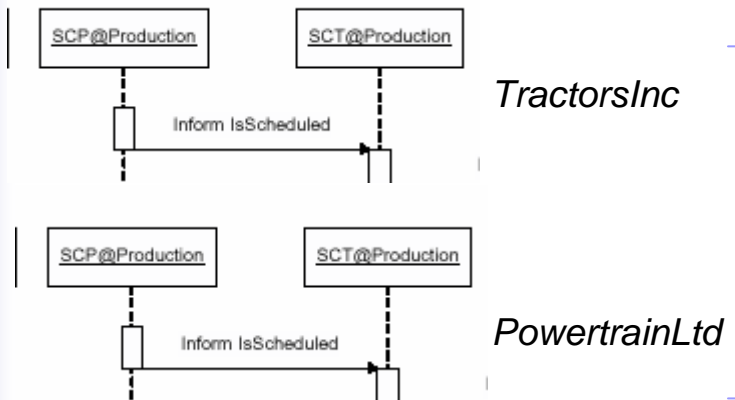 SCP@Production SCT@Production
TractorsInc
Inform IsScheduled
SCP@Production SCT@Production
PowertrainLtd
Inform IsScheduled